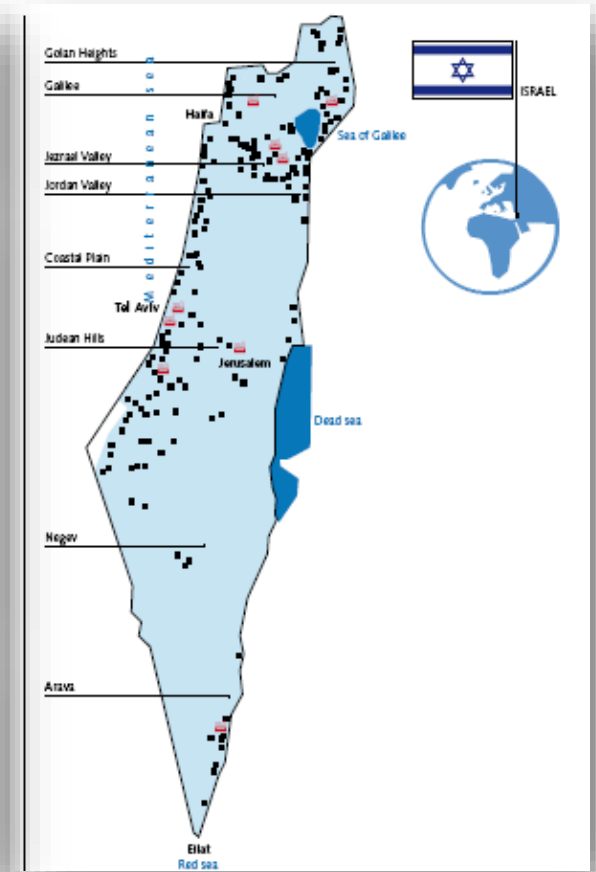 Golan Heights
Galilee
Haifa
Sea of Galilee
Jezrael Valley
Jordan Valley
Mediterranean sea
Coastal Plain
Tel Aviv
Judean Hills
Jerusalem
Dead sea
Negev
Arava
Eilat
Red sea
ISRAEL